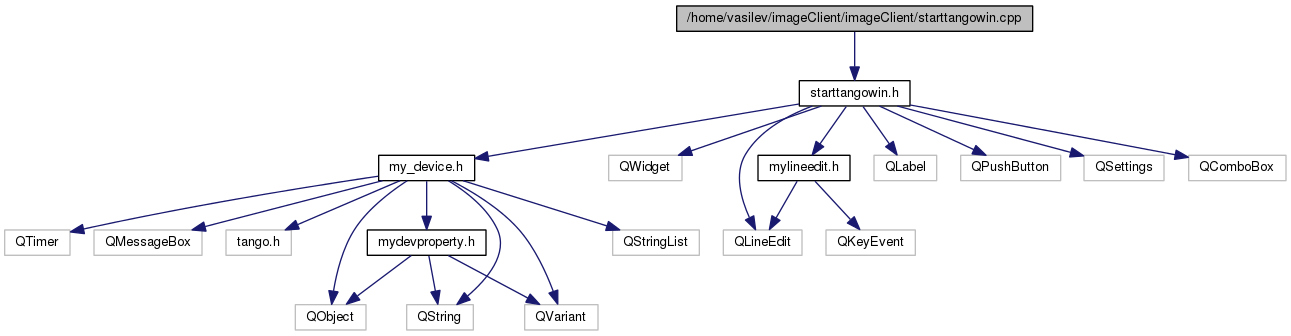 /home/vasilev/imageClient/imageClient/starttangowin.cpp
starttangowin.h
my_device.h
QWidget
mylineedit.h
QLabel
QPushButton
QSettings
QComboBox
QTimer
QMessageBox
tango.h
mydevproperty.h
QStringList
QLineEdit
QKeyEvent
QObject
QString
QVariant